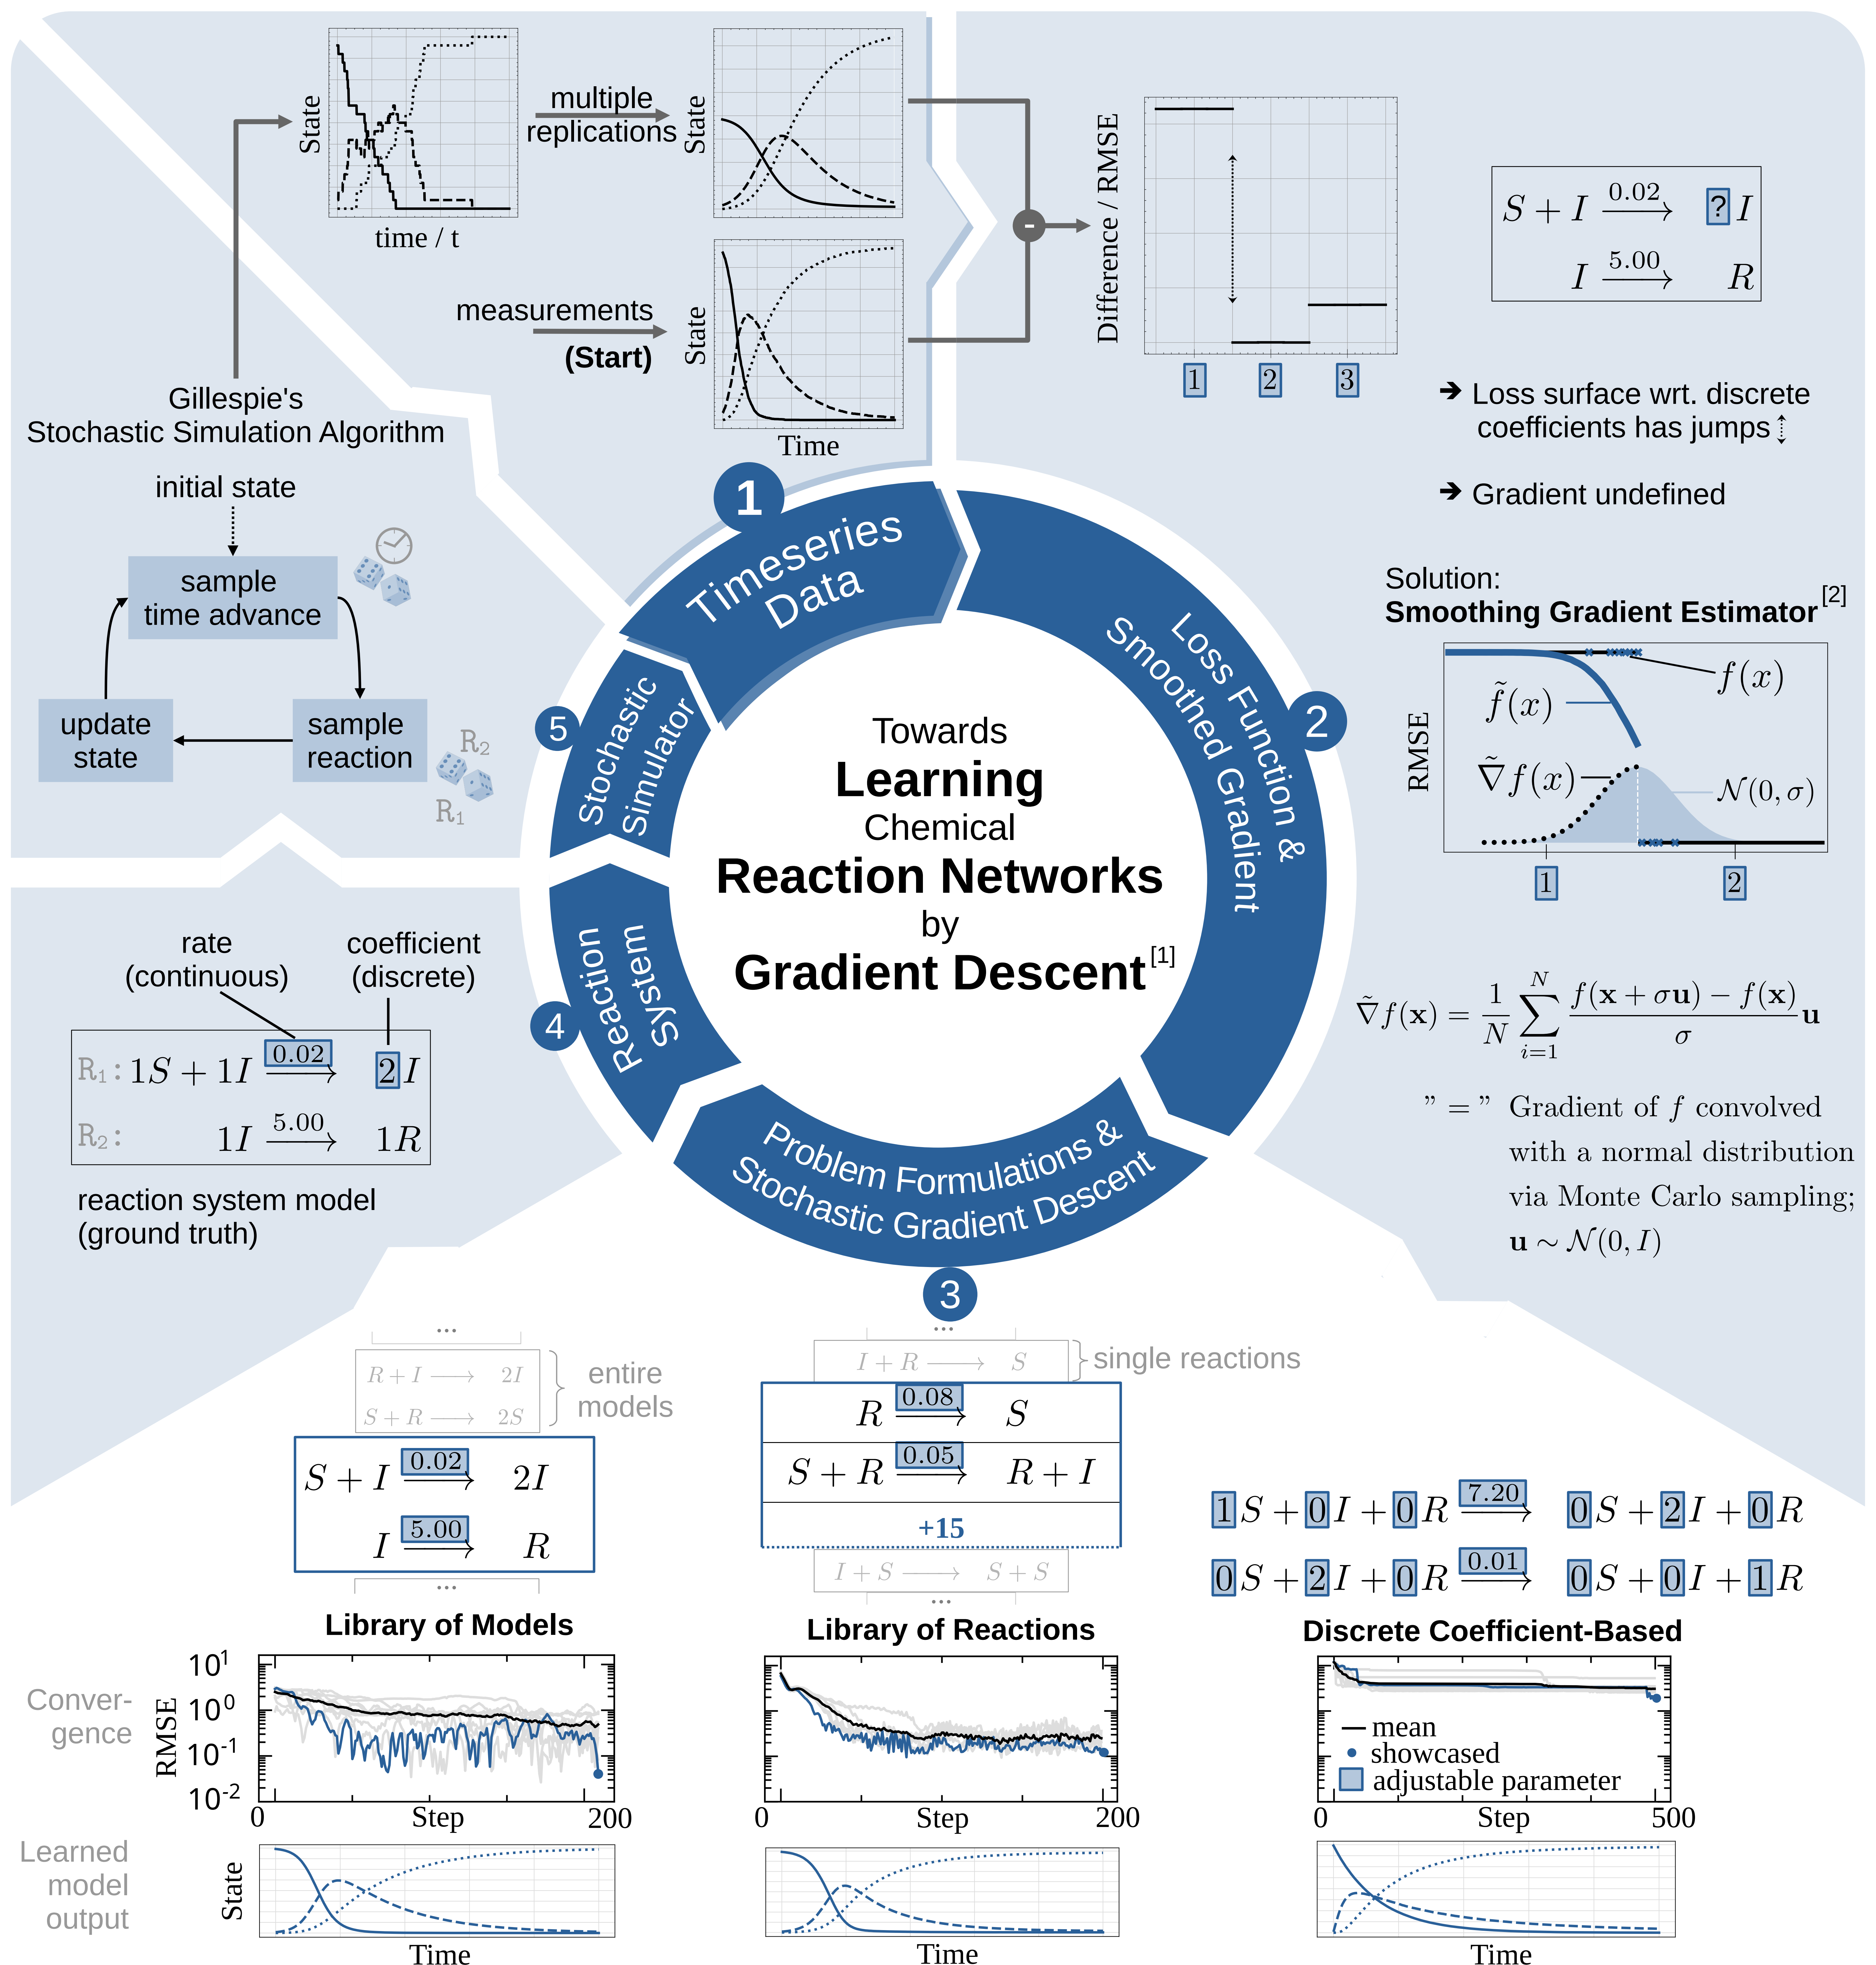 State
time / t
multiple
replications
State
measurements
(Start)
State
Time
-
Difference / RMSE
1
2
3
S + I 0.02 ⟶ ? I
I 5.00 ⟶ R
➔ Loss surface wrt. discrete
coefficients has jumps
➔ Gradient undefined
Gillespie's
Stochastic Simulation Algorithm
initial state
sample
time advance
update
state
sample
reaction
R₂
R₁
1
Timeseries
Data
2
Loss Function &
Smoothed Gradient
3
Problem Formulations &
Stochastic Gradient Descent
4
Reaction
System
5
Stochastic
Simulator
Towards
Learning
Chemical
Reaction Networks
by
Gradient Descent [1]
Solution:
Smoothing Gradient Estimator [2]
RMSE
f(x)
f̃(x)
∇̃f(x)
𝒩(0, σ)
1
2
∇̃f(𝐱) = 1/N ∑_{i=1}^{N} (f(𝐱 + σ𝐮) − f(𝐱))/σ 𝐮
” = ” Gradient of f convolved
with a normal distribution
via Monte Carlo sampling;
𝐮 ∼ 𝒩(0, I)
rate
(continuous)
coefficient
(discrete)
R₁: 1S + 1I 0.02 ⟶ 2 I
R₂: 1I 5.00 ⟶ 1R
reaction system model
(ground truth)
...
R + I ⟶ 2I
S + R ⟶ 2S
entire
models
S + I 0.02 ⟶ 2I
I 5.00 ⟶ R
...
Library of Models
...
I + R ⟶ S
single reactions
R 0.08 ⟶ S
S + R 0.05 ⟶ R + I
+15
I + S ⟶ S + S
...
Library of Reactions
1 S + 0 I + 0 R 7.20 ⟶ 0 S + 2 I + 0 R
0 S + 2 I + 0 R 0.01 ⟶ 0 S + 0 I + 1 R
Discrete Coefficient-Based
Conver-
gence
RMSE
10¹
10⁰
10⁻¹
10⁻²
0 Step 200
0 Step 200
mean
showcased
adjustable parameter
0 Step 500
Learned
model
output
State
Time
Time
Time